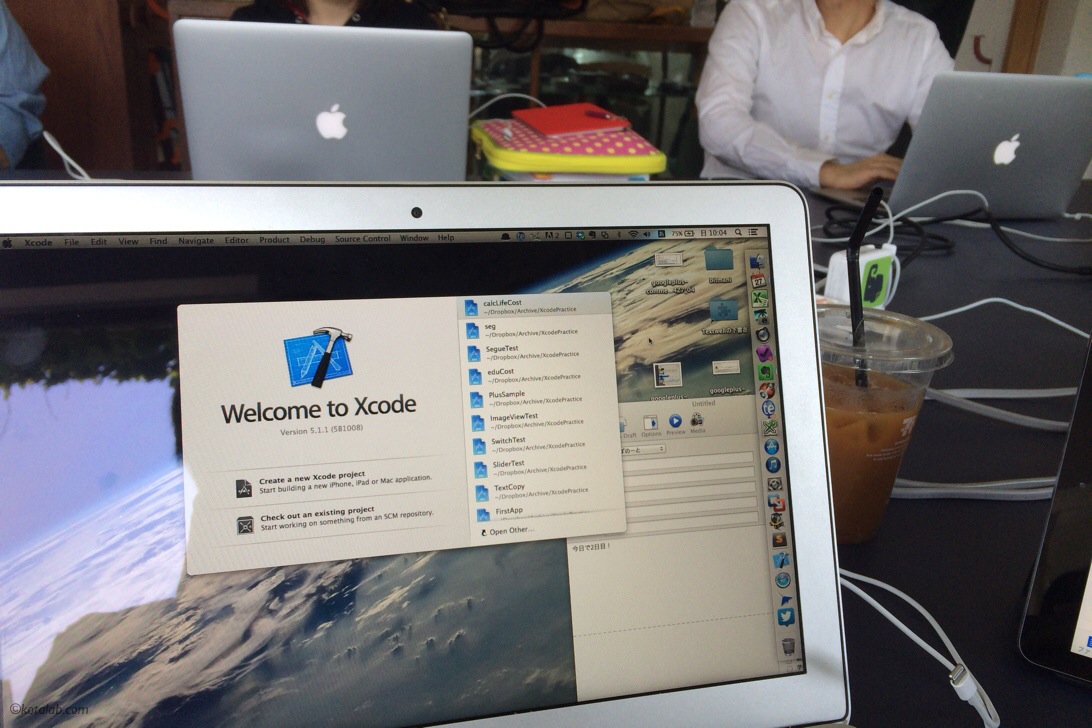 Xcode File Edit View Find Navigate Editor Product Debug Source Control Window Help
75% 日 10:04
Welcome to Xcode
Version 5.1.1 (5B1008)
Create a new Xcode project
Start building a new iPhone, iPad or Mac application.
Check out an existing project
Start working on something from an SCM repository.
calcLifeCost
~/Dropbox/Archive/XcodePractice
seg
~/Dropbox/Archive/XcodePractice
SegueTest
~/Dropbox/Archive/XcodePractice
eduCost
~/Dropbox/Archive/XcodePractice
PlusSample
~/Dropbox/Archive/XcodePractice
ImageViewTest
~/Dropbox/Archive/XcodePractice
SwitchTest
~/Dropbox/Archive/XcodePractice
SliderTest
~/Dropbox/Archive/XcodePractice
TextCopy
~/Dropbox/Archive/XcodePractice
FirstApp
Open Other...
Untitled
Draft Options Preview Media
今日で2日目!
©kotalab.com